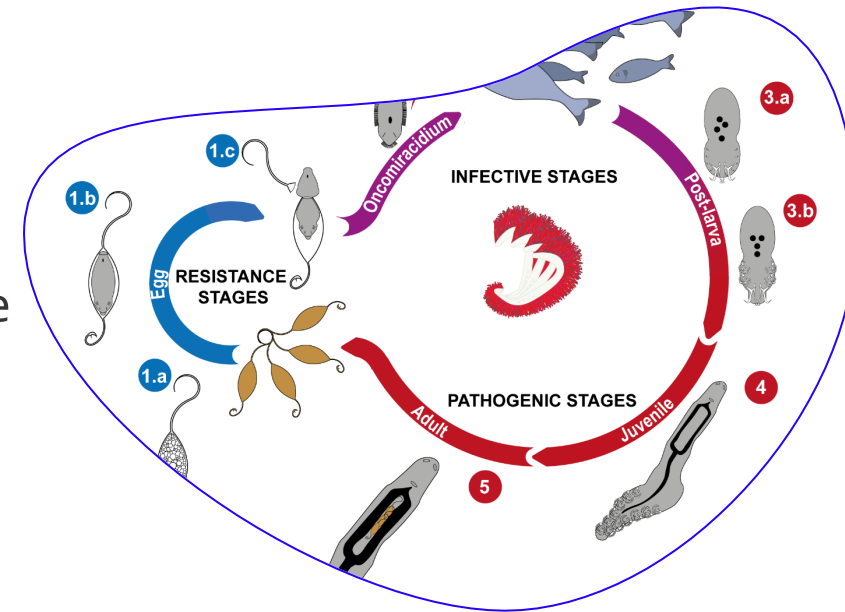 1.c
Oncomiracidium
3.a
INFECTIVE STAGES
1.b
Post-larva
3.b
Egg
RESISTANCE
STAGES
e
1.a
PATHOGENIC STAGES
4
Adult
Juvenile
5